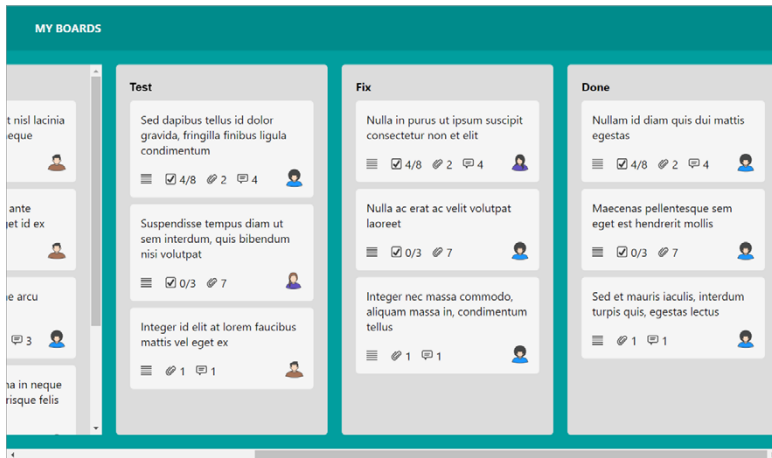 MY BOARDS
t nisl lacinia
eque
ante
get id ex
e arcu
3
na in neque
risque felis
Test
Sed dapibus tellus id dolor
gravida, fringilla finibus ligula
condimentum
4/8 2 4
Suspendisse tempus diam ut
sem interdum, quis bibendum
nisi volutpat
0/3 7
Integer id elit at lorem faucibus
mattis vel eget ex
1 1
Fix
Nulla in purus ut ipsum suscipit
consectetur non et elit
4/8 2 4
Nulla ac erat ac velit volutpat
laoreet
0/3 7
Integer nec massa commodo,
aliquam massa in, condimentum
tellus
1 1
Done
Nullam id diam quis dui mattis
egestas
4/8 2 4
Maecenas pellentesque sem
eget est hendrerit mollis
0/3 7
Sed et mauris iaculis, interdum
turpis quis, egestas lectus
1 1